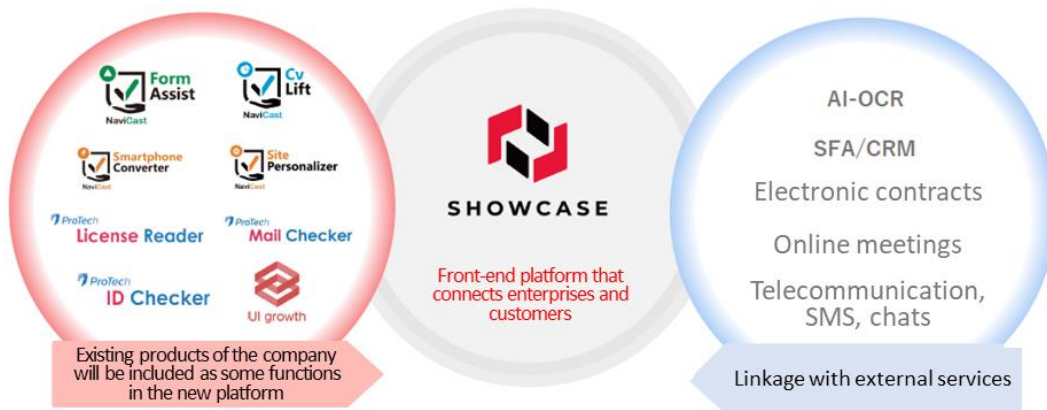 Form
Assist
NaviCast
Cv
Lift
NaviCast
Smartphone
Converter
NaviCast
Site
Personalizer
NaviCast
ProTech
License Reader
ProTech
Mail Checker
ProTech
ID Checker
UI growth
Existing products of the company
will be included as some functions
in the new platform
SHOWCASE
Front-end platform that
connects enterprises and
customers
AI-OCR
SFA/CRM
Electronic contracts
Online meetings
Telecommunication,
SMS, chats
Linkage with external services